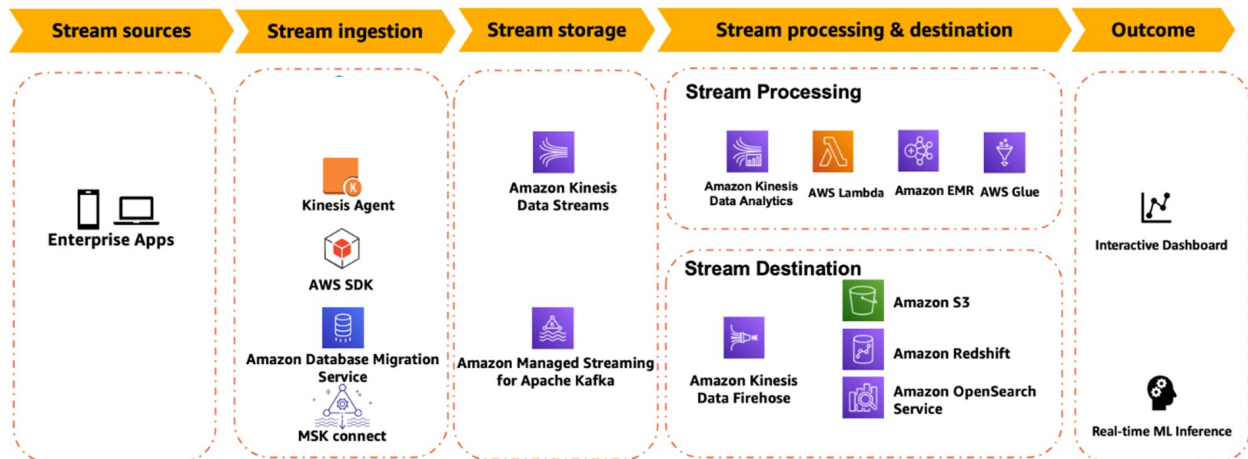 Stream sources
Stream ingestion
Stream storage
Stream processing & destination
Outcome
Enterprise Apps
K
Kinesis Agent
AWS SDK
Amazon Database Migration
Service
MSK connect
Amazon Kinesis
Data Streams
Amazon Managed Streaming
for Apache Kafka
Stream Processing
Amazon Kinesis
Data Analytics
AWS Lambda
Amazon EMR
AWS Glue
Stream Destination
Amazon Kinesis
Data Firehose
Amazon S3
Amazon Redshift
Amazon OpenSearch
Service
Interactive Dashboard
Real-time ML Inference